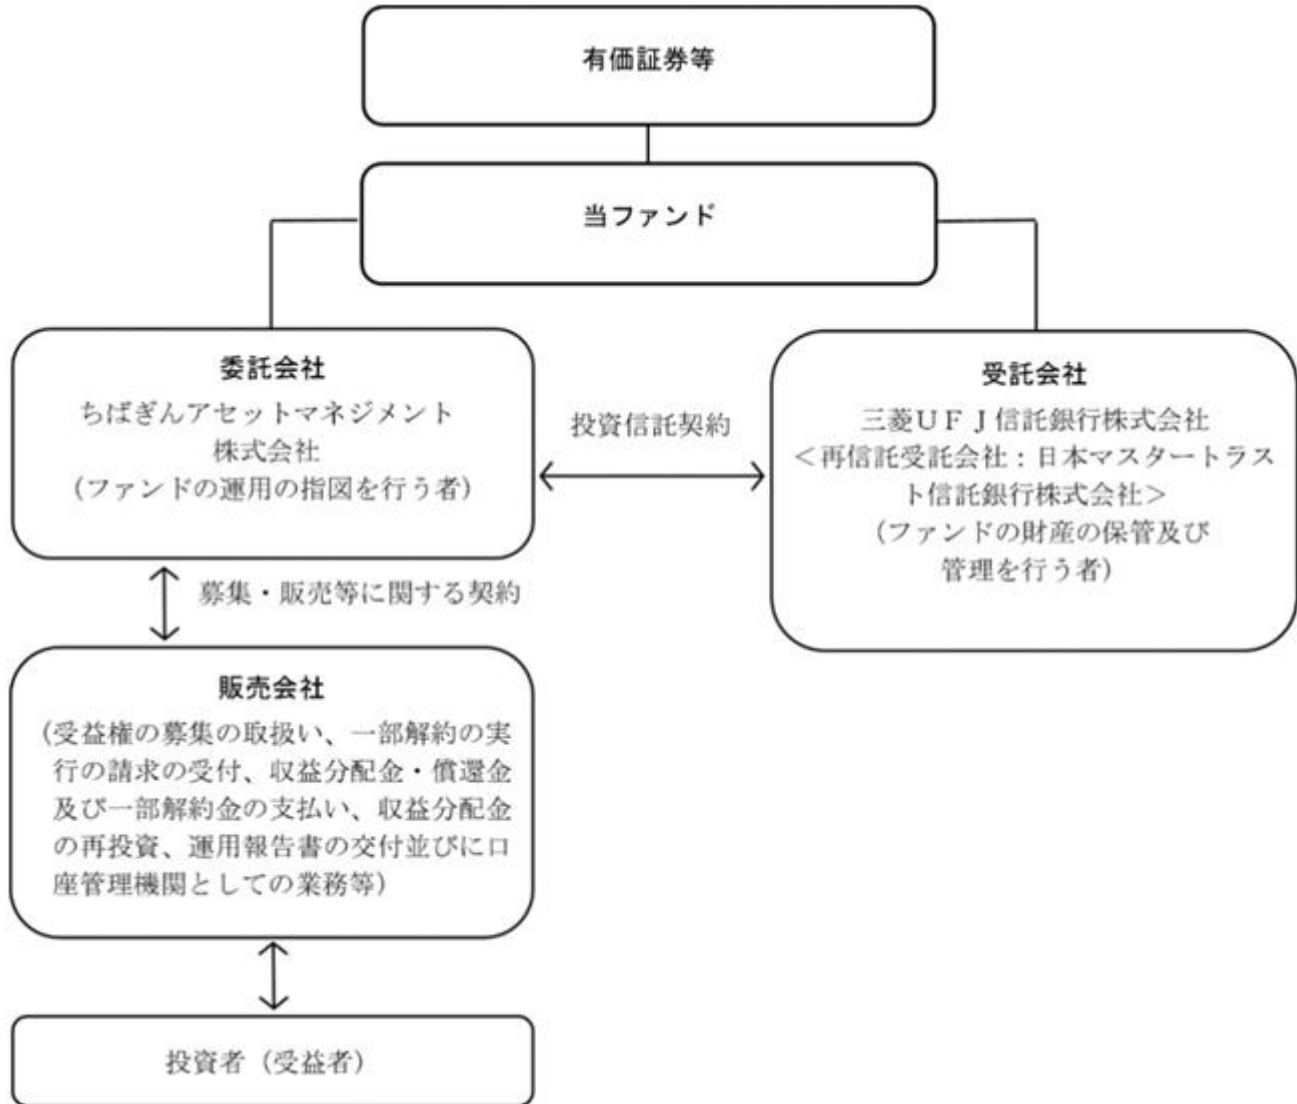 有価証券等
当ファンド
委託会社
ちばぎんアセットマネジメント
株式会社
(ファンドの運用の指図を行う者)
投資信託契約
受託会社
三菱UFJ信託銀行株式会社
<再信託受託会社:日本マスタートラス
ト信託銀行株式会社>
(ファンドの財産の保管及び
管理を行う者)
募集・販売等に関する契約
販売会社
(受益権の募集の取扱い、一部解約の実
行の請求の受付、収益分配金・償還金
及び一部解約金の支払い、収益分配金
の再投資、運用報告書の交付並びに口
座管理機関としての業務等)
投資者(受益者)